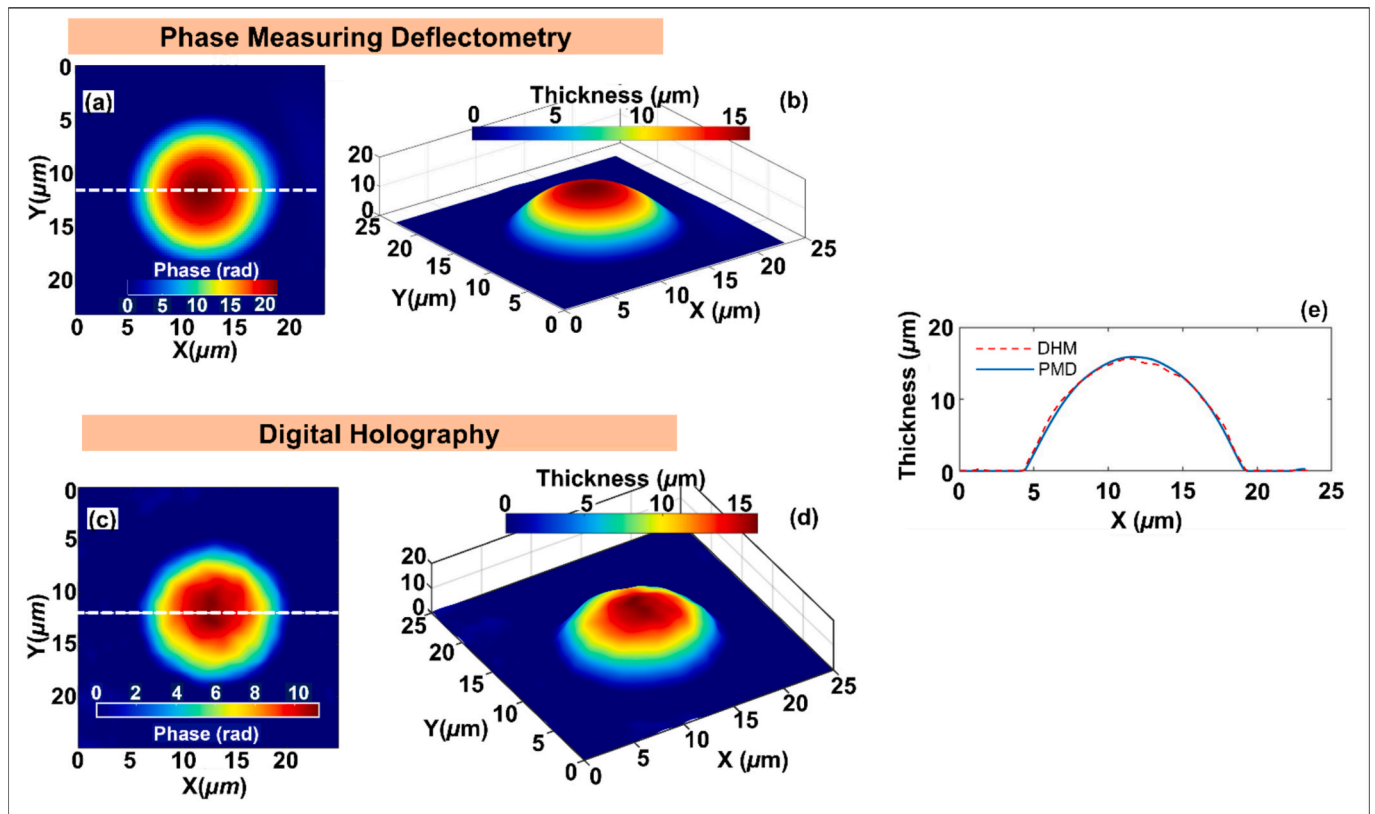 Phase Measuring Deflectometry
(a)
0
5
10
15
20
Y(µm)
Phase (rad)
0 5 10 15 20
0 5 10 15 20
X(µm)
Thickness (µm)
(b)
0 5 10 15
20
10
0
25
20
15
10
5
0
Y(µm)
0
5
10
15
20
25
X (µm)
Digital Holography
(c)
0
5
10
15
20
Y(µm)
0 2 4 6 8 10
Phase (rad)
0 5 10 15 20
X(µm)
Thickness (µm)
(d)
0 5 10 15
20
10
0
25
20
15
10
5
0
Y(µm)
0
5
10
15
20
25
X (µm)
(e)
20
10
0
Thickness (µm)
DHM
PMD
0 5 10 15 20 25
X (µm)